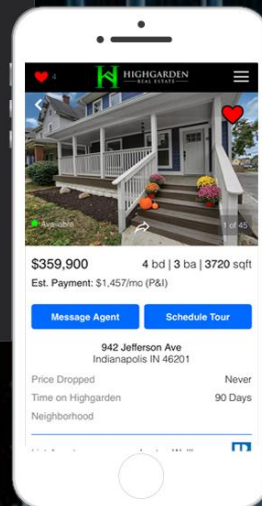 4
HIGHGARDEN
REAL ESTATE
Available
1 of 45
$359,900 4 bd | 3 ba | 3720 sqft
Est. Payment: $1,457/mo (P&I)
Message Agent Schedule Tour
942 Jefferson Ave
Indianapolis IN 46201
Price Dropped Never
Time on Highgarden 90 Days
Neighborhood